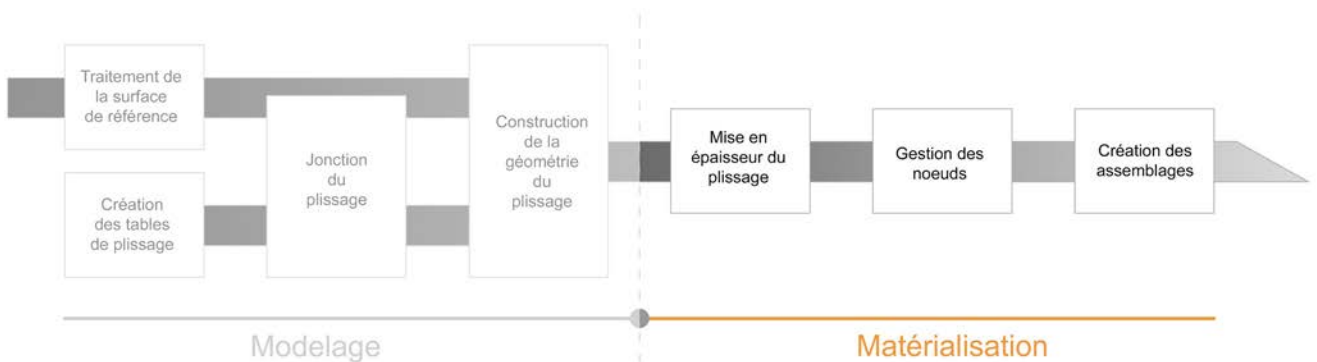 Traitement de
la surface
de référence
Création
des tables
de plissage
Jonction
du
plissage
Construction
de la
géométrie
du
plissage
Mise en
épaisseur du
plissage
Gestion des
noeuds
Création des
assemblages
Modelage
Matérialisation